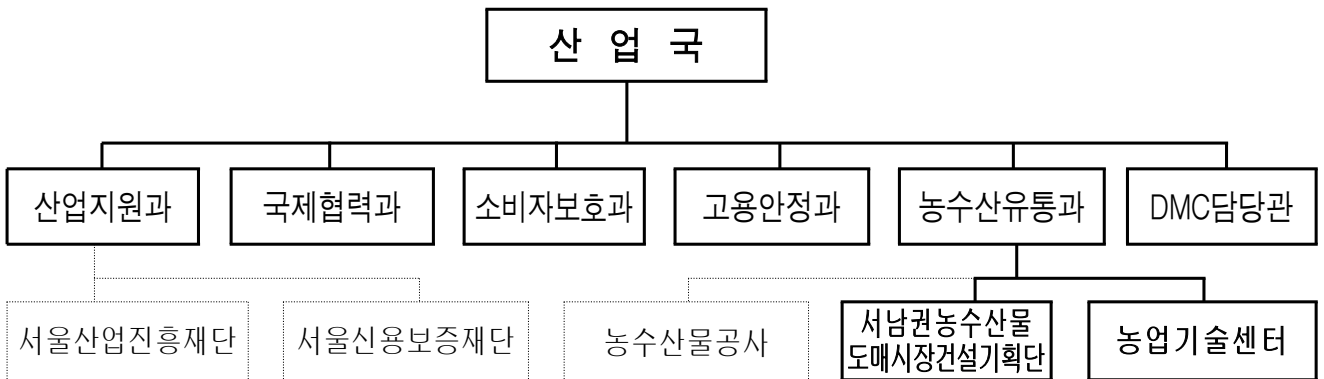 산 업 국
산업지원과
국제협력과
소비자보호과
고용안정과
농수산유통과
DMC담당관
서울산업진흥재단
서울신용보증재단
농수산물공사
서남권농수산물
도매시장건설기획단
농업기술센터